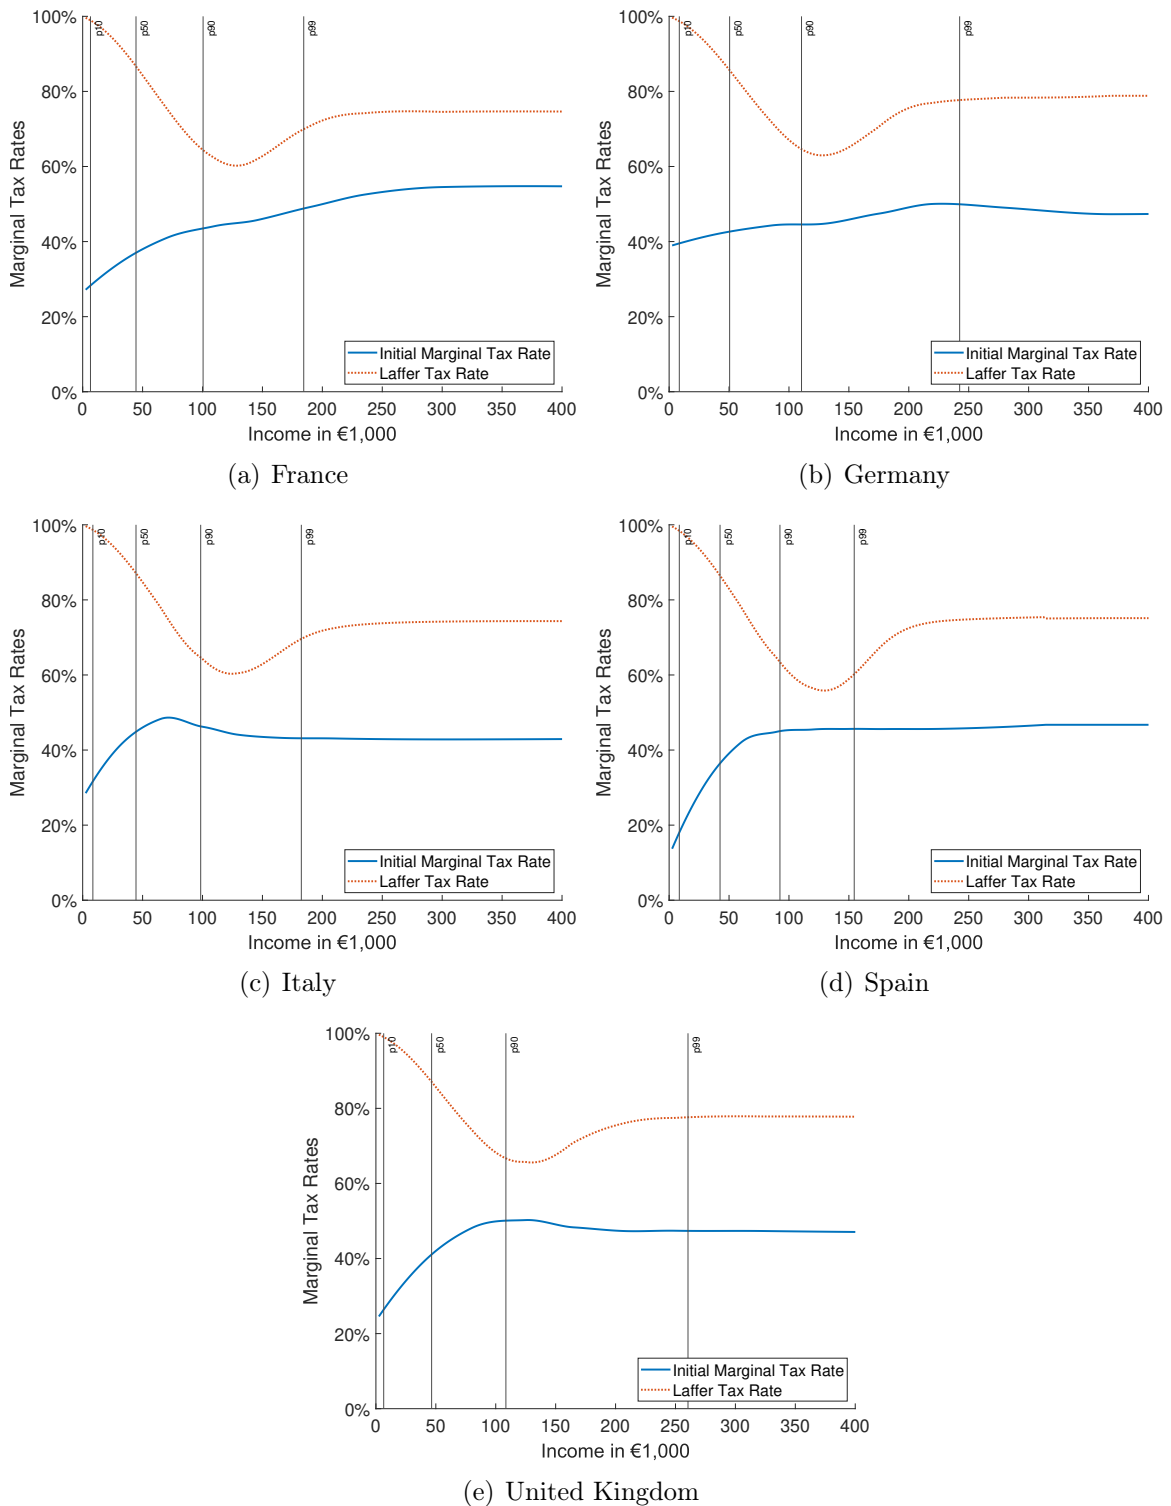 100%
80%
60%
40%
20%
0%
Marginal Tax Rates
p10
p50
p90
p99
Initial Marginal Tax Rate
Laffer Tax Rate
0 50 100 150 200 250 300 350 400
Income in €1,000
(a) France
100%
80%
60%
40%
20%
0%
Marginal Tax Rates
p10
p50
p90
p99
Initial Marginal Tax Rate
Laffer Tax Rate
0 50 100 150 200 250 300 350 400
Income in €1,000
(b) Germany
100%
80%
60%
40%
20%
0%
Marginal Tax Rates
p10
p50
p90
p99
Initial Marginal Tax Rate
Laffer Tax Rate
0 50 100 150 200 250 300 350 400
Income in €1,000
(c) Italy
100%
80%
60%
40%
20%
0%
Marginal Tax Rates
p10
p50
p90
p99
Initial Marginal Tax Rate
Laffer Tax Rate
0 50 100 150 200 250 300 350 400
Income in €1,000
(d) Spain
100%
80%
60%
40%
20%
0%
Marginal Tax Rates
p10
p50
p90
p99
Initial Marginal Tax Rate
Laffer Tax Rate
0 50 100 150 200 250 300 350 400
Income in €1,000
(e) United Kingdom